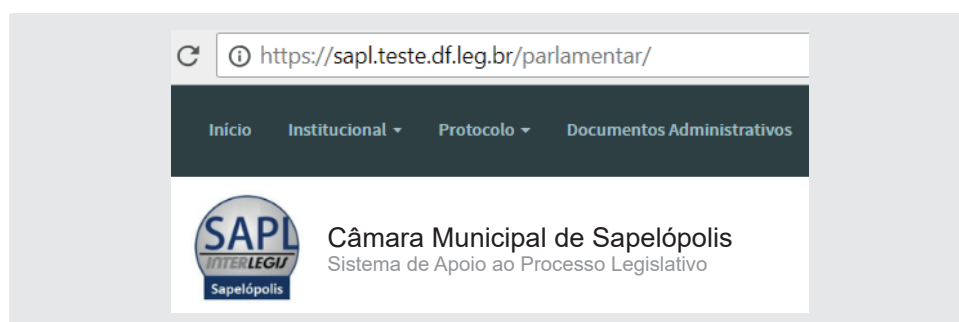 https://sapl.teste.df.leg.br/parlamentar/
Início Institucional Protocolo Documentos Administrativos
SAPL
INTERLEGIS
Sapelópolis
Câmara Municipal de Sapelópolis
Sistema de Apoio ao Processo Legislativo